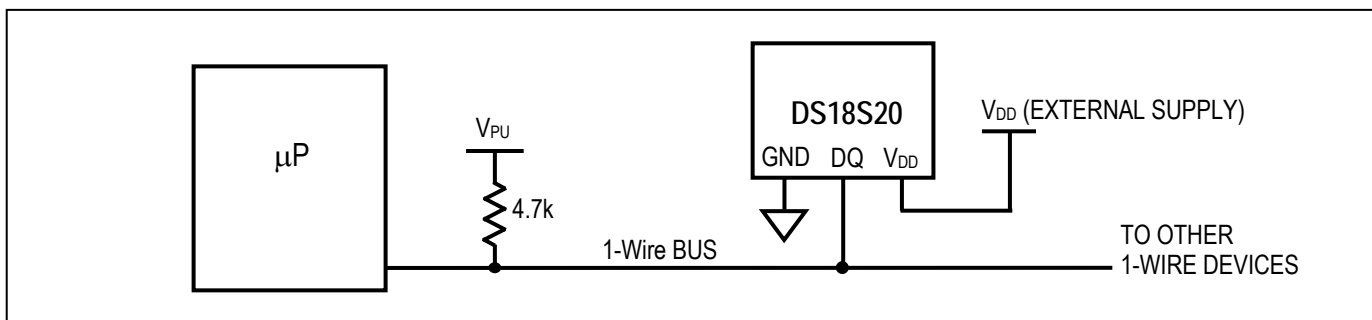 μP
VPU
4.7k
1-Wire BUS
DS18S20
GND DQ VDD
VDD (EXTERNAL SUPPLY)
TO OTHER
1-WIRE DEVICES